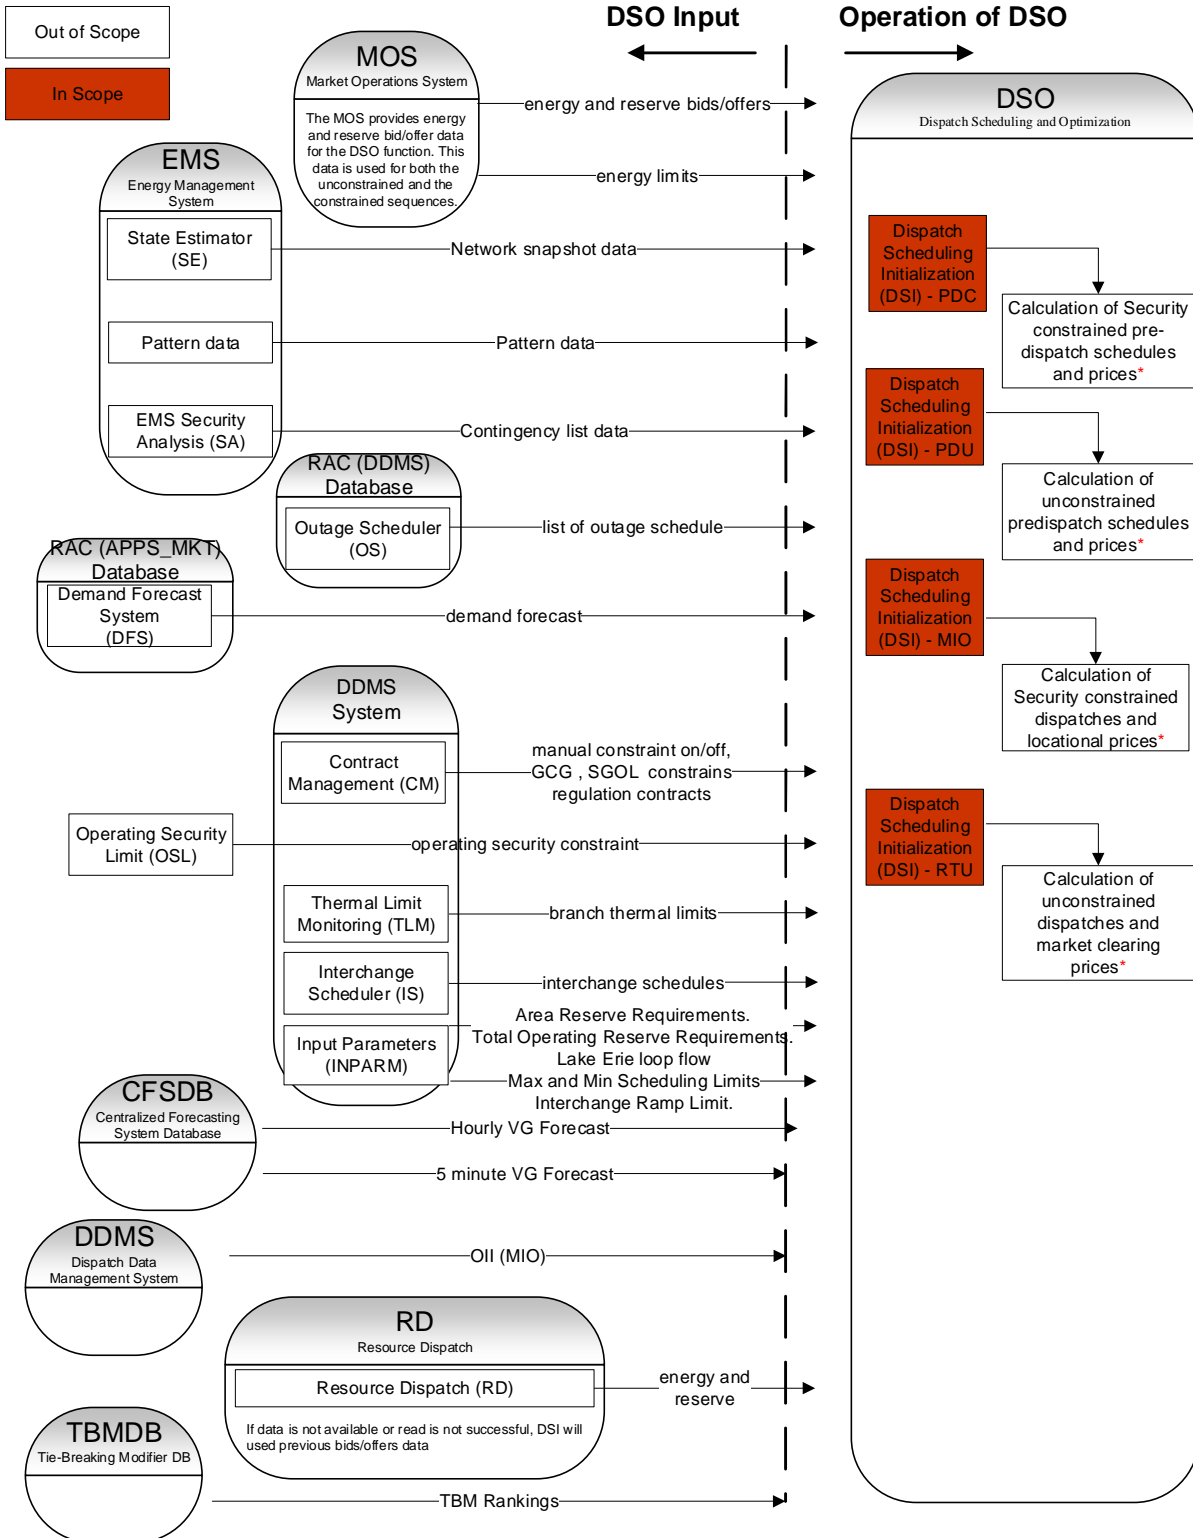 DSO Input
Operation of DSO
Out of Scope
In Scope
MOS
Market Operations System
The MOS provides energy
and reserve bid/offer data
for the DSO function. This
data is used for both the
unconstrained and the
constrained sequences.
energy and reserve bids/offers
energy limits
DSO
Dispatch Scheduling and Optimization
EMS
Energy Management
System
State Estimator
(SE)
Network snapshot data
Pattern data
Pattern data
EMS Security
Analysis (SA)
Contingency list data
Dispatch
Scheduling
Initialization
(DSI) - PDC
Calculation of Security
constrained pre-
dispatch schedules
and prices*
Dispatch
Scheduling
Initialization
(DSI) - PDU
Calculation of
unconstrained
predispatch schedules
and prices*
RAC (DDMS)
Database
Outage Scheduler
(OS)
list of outage schedule
RAC (APPS_MKT)
Database
Demand Forecast
System
(DFS)
demand forecast
Dispatch
Scheduling
Initialization
(DSI) - MIO
Calculation of
Security constrained
dispatches and
locational prices*
DDMS
System
Contract
Management (CM)
manual constraint on/off,
GCG , SGOL constrains
regulation contracts
Operating Security
Limit (OSL)
operating security constraint
Dispatch
Scheduling
Initialization
(DSI) - RTU
Calculation of
unconstrained
dispatches and
market clearing
prices*
Thermal Limit
Monitoring (TLM)
branch thermal limits
Interchange
Scheduler (IS)
interchange schedules
Input Parameters
(INPARM)
Area Reserve Requirements.
Total Operating Reserve Requirements.
Lake Erie loop flow
Max and Min Scheduling Limits
Interchange Ramp Limit.
CFSDB
Centralized Forecasting
System Database
Hourly VG Forecast
5 minute VG Forecast
DDMS
Dispatch Data
Management System
OII (MIO)
RD
Resource Dispatch
Resource Dispatch (RD)
energy and
reserve
If data is not available or read is not successful, DSI will
used previous bids/offers data
TBMDB
Tie-Breaking Modifier DB
TBM Rankings